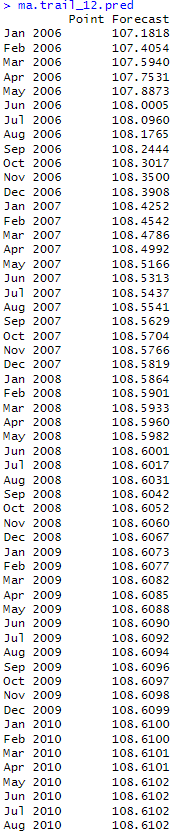 > ma.trail_12.pred
Point Forecast
Jan 2006 107.1818
Feb 2006 107.4054
Mar 2006 107.5940
Apr 2006 107.7531
May 2006 107.8873
Jun 2006 108.0005
Jul 2006 108.0960
Aug 2006 108.1765
Sep 2006 108.2444
Oct 2006 108.3017
Nov 2006 108.3500
Dec 2006 108.3908
Jan 2007 108.4252
Feb 2007 108.4542
Mar 2007 108.4786
Apr 2007 108.4992
May 2007 108.5166
Jun 2007 108.5313
Jul 2007 108.5437
Aug 2007 108.5541
Sep 2007 108.5629
Oct 2007 108.5704
Nov 2007 108.5766
Dec 2007 108.5819
Jan 2008 108.5864
Feb 2008 108.5901
Mar 2008 108.5933
Apr 2008 108.5960
May 2008 108.5982
Jun 2008 108.6001
Jul 2008 108.6017
Aug 2008 108.6031
Sep 2008 108.6042
Oct 2008 108.6052
Nov 2008 108.6060
Dec 2008 108.6067
Jan 2009 108.6073
Feb 2009 108.6077
Mar 2009 108.6082
Apr 2009 108.6085
May 2009 108.6088
Jun 2009 108.6090
Jul 2009 108.6092
Aug 2009 108.6094
Sep 2009 108.6096
Oct 2009 108.6097
Nov 2009 108.6098
Dec 2009 108.6099
Jan 2010 108.6100
Feb 2010 108.6100
Mar 2010 108.6101
Apr 2010 108.6101
May 2010 108.6102
Jun 2010 108.6102
Jul 2010 108.6102
Aug 2010 108.6102